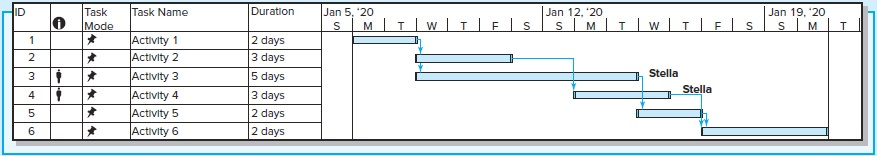 ID Task Mode Task Name Duration Jan 5, '20 Jan 12, '20 Jan 19, '20
S M T W T F S S M T W T F S S M T
1 Activity 1 2 days
2 Activity 2 3 days
3 Activity 3 5 days Stella
4 Activity 4 3 days Stella
5 Activity 5 2 days
6 Activity 6 2 days